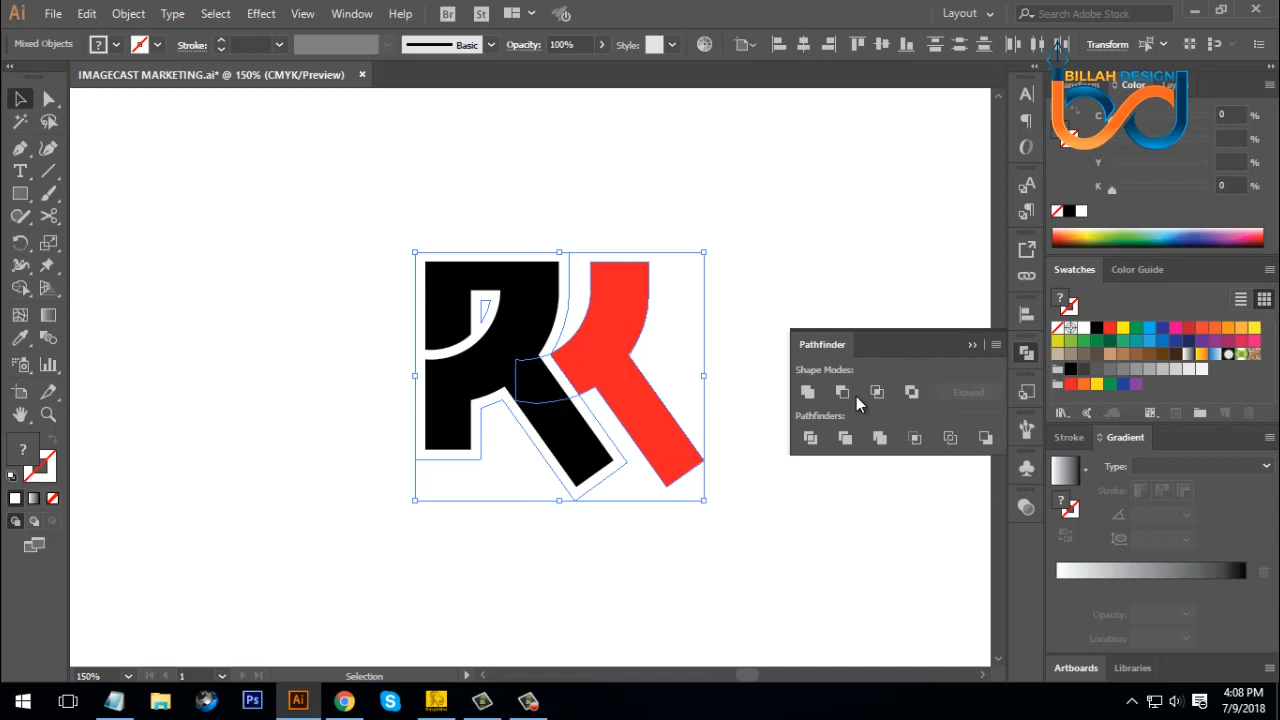 Ai File Edit Object Type Select Effect View Window Help Br St Layout Search Adobe Stock
Mixed Objects ? Stroke: Basic Opacity: 100% Style: Transform
IMAGECAST MARKETING.ai* @ 150% (CMYK/Preview)
BILLAH DESIGN
Color
C 0 %
%
Y %
K 0 %
Swatches Color Guide
?
Pathfinder
Shape Modes:
Expand
Pathfinders:
Stroke Gradient
Type:
Stroke:
?
Opacity:
Location:
Artboards Libraries
?
150% 1 Selection
Ps Ai
4:08 PM
7/9/2018